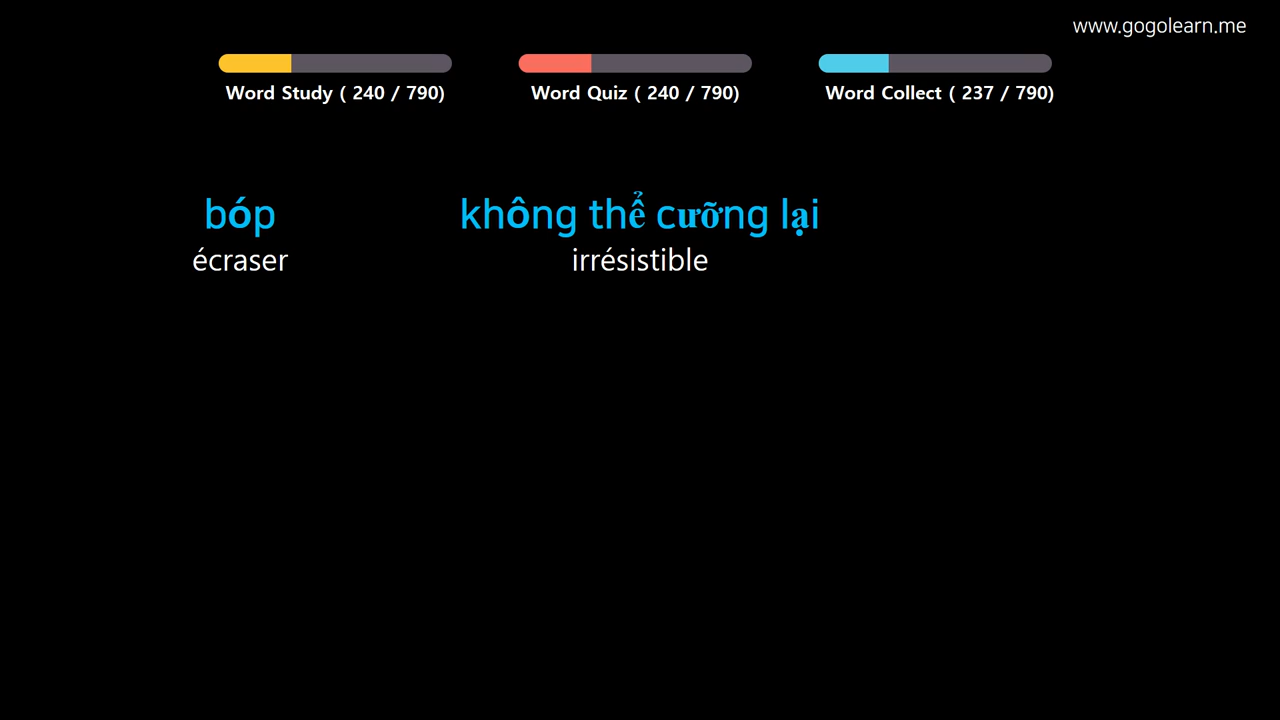 www.gogolearn.me
Word Study ( 240 / 790)
Word Quiz ( 240 / 790)
Word Collect ( 237 / 790)
bóp
écraser
không thể cưỡng lại
irrésistible